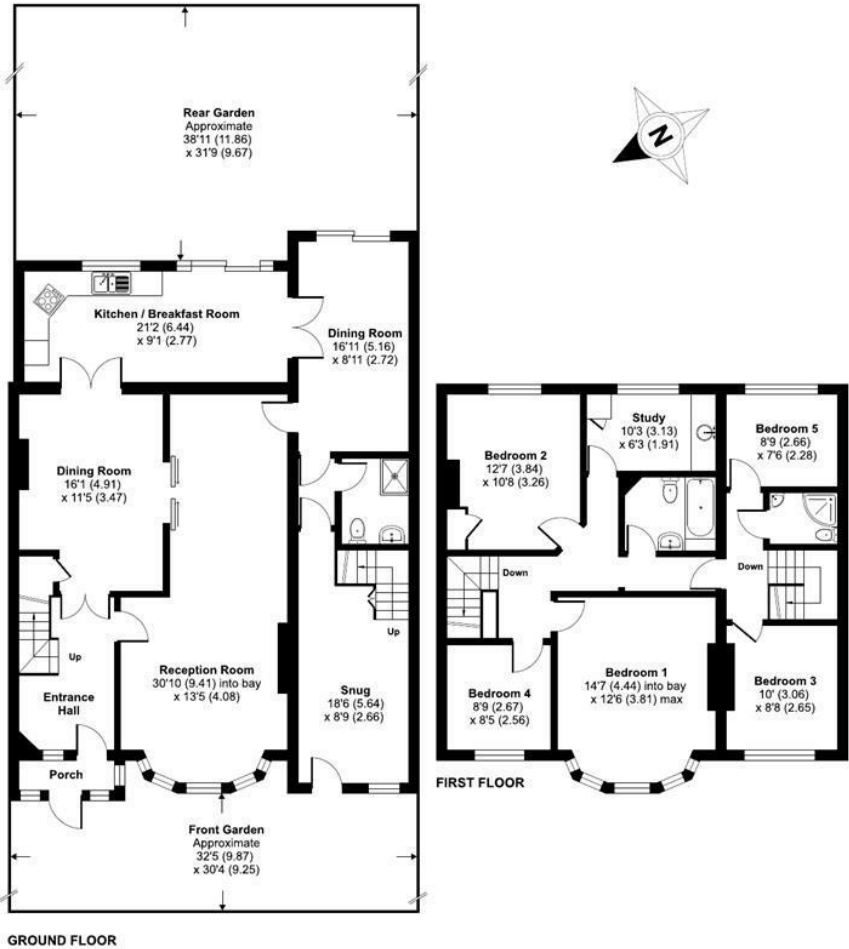 Rear Garden
Approximate
38'11 (11.86)
x 31'9 (9.67)
N
Kitchen / Breakfast Room
21'2 (6.44)
x 9'1 (2.77)
Dining Room
16'11 (5.16)
x 8'11 (2.72)
Dining Room
16'1 (4.91)
x 11'5 (3.47)
Up
Entrance
Hall
Reception Room
30'10 (9.41) into bay
x 13'5 (4.08)
Up
Snug
18'6 (5.64)
x 8'9 (2.66)
Porch
Front Garden
Approximate
32'5 (9.87)
x 30'4 (9.25)
GROUND FLOOR
Bedroom 2
12'7 (3.84)
x 10'8 (3.26)
Study
10'3 (3.13)
x 6'3 (1.91)
Bedroom 5
8'9 (2.66)
x 7'6 (2.28)
Down
Down
Bedroom 4
8'9 (2.67)
x 8'5 (2.56)
Bedroom 1
14'7 (4.44) into bay
x 12'6 (3.81) max
Bedroom 3
10' (3.06)
x 8'8 (2.65)
FIRST FLOOR